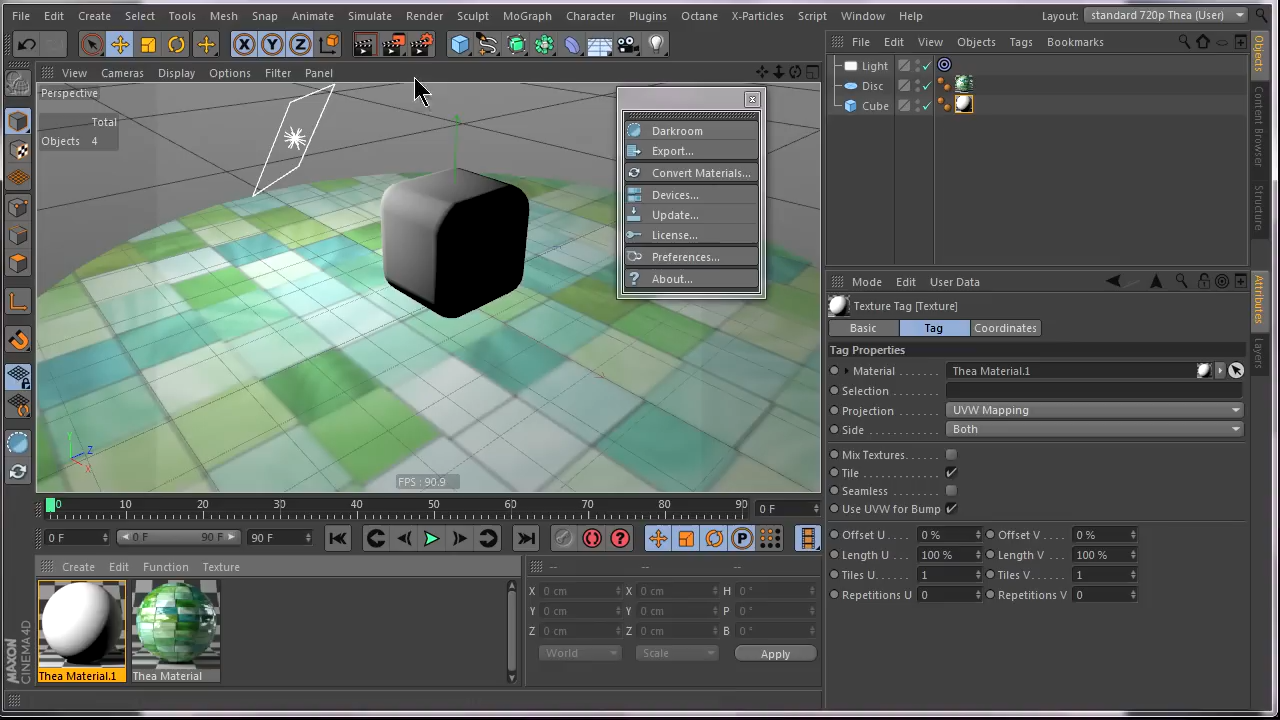 File Edit Create Select Tools Mesh Snap Animate Simulate Render Sculpt MoGraph Character Plugins Octane X-Particles Script Window Help Layout: standard 720p Thea (User)
X Y Z
File Edit View Objects Tags Bookmarks
Objects
Content Browser
Structure
View Cameras Display Options Filter Panel
Light
Disc
Cube
Perspective
Total
Objects 4
Darkroom
Export...
Convert Materials...
Devices...
Update...
License...
Preferences...
About...
Y
Z
X
FPS : 90.9
Attributes
Layers
Mode Edit User Data
Texture Tag [Texture]
Basic Tag Coordinates
Tag Properties
Material Thea Material.1
Selection
Projection UVW Mapping
Side Both
Mix Textures
Tile
Seamless
Use UVW for Bump
Offset U 0 % Offset V 0 %
Length U 100 % Length V 100 %
Tiles U 1 Tiles V 1
Repetitions U 0 Repetitions V 0
0 10 20 30 40 50 60 70 80 90 0 F
0 F 0 F 90 F 90 F
Create Edit Function Texture
-- -- --
X 0 cm X 0 cm H 0 °
Y 0 cm Y 0 cm P 0 °
Z 0 cm Z 0 cm B 0 °
World Scale Apply
Thea Material.1 Thea Material
MAXON
CINEMA4D